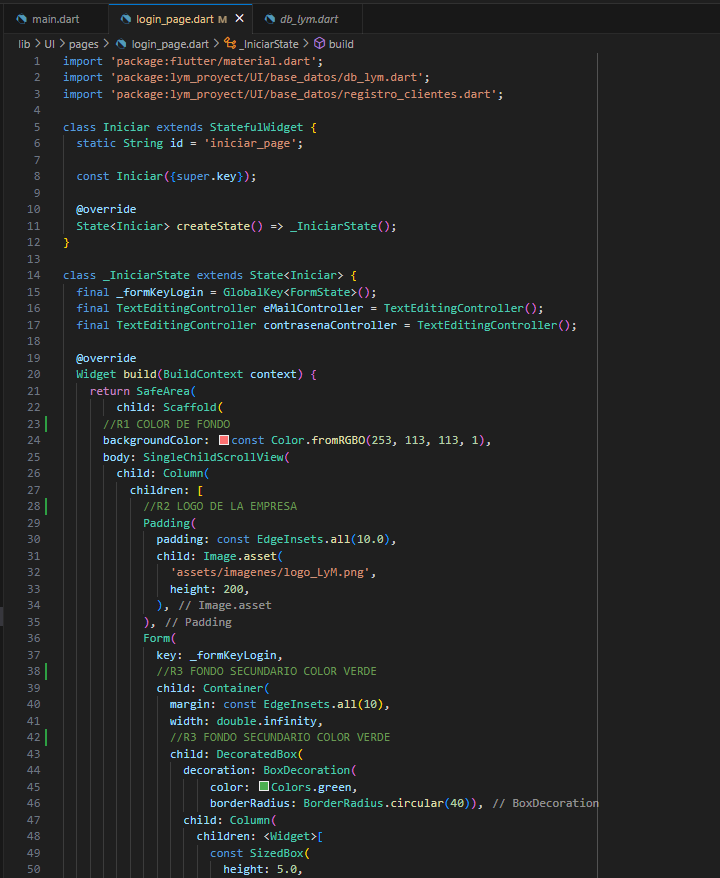 main.dart login_page.dart M × db_lym.dart
lib > UI > pages > login_page.dart > _IniciarState > build
1 import 'package:flutter/material.dart';
2 import 'package:lym_proyect/UI/base_datos/db_lym.dart';
3 import 'package:lym_proyect/UI/base_datos/registro_clientes.dart';
4
5 class Iniciar extends StatefulWidget {
6 static String id = 'iniciar_page';
7
8 const Iniciar({super.key});
9
10 @override
11 State<Iniciar> createState() => _IniciarState();
12 }
13
14 class _IniciarState extends State<Iniciar> {
15 final _formKeyLogin = GlobalKey<FormState>();
16 final TextEditingController eMailController = TextEditingController();
17 final TextEditingController contrasenaController = TextEditingController();
18
19 @override
20 Widget build(BuildContext context) {
21 return SafeArea(
22 child: Scaffold(
23 //R1 COLOR DE FONDO
24 backgroundColor: const Color.fromRGBO(253, 113, 113, 1),
25 body: SingleChildScrollView(
26 child: Column(
27 children: [
28 //R2 LOGO DE LA EMPRESA
29 Padding(
30 padding: const EdgeInsets.all(10.0),
31 child: Image.asset(
32 'assets/imagenes/logo_LyM.png',
33 height: 200,
34 ), // Image.asset
35 ), // Padding
36 Form(
37 key: _formKeyLogin,
38 //R3 FONDO SECUNDARIO COLOR VERDE
39 child: Container(
40 margin: const EdgeInsets.all(10),
41 width: double.infinity,
42 //R3 FONDO SECUNDARIO COLOR VERDE
43 child: DecoratedBox(
44 decoration: BoxDecoration(
45 color: Colors.green,
46 borderRadius: BorderRadius.circular(40)), // BoxDecoration
47 child: Column(
48 children: <Widget>[
49 const SizedBox(
50 height: 5.0,